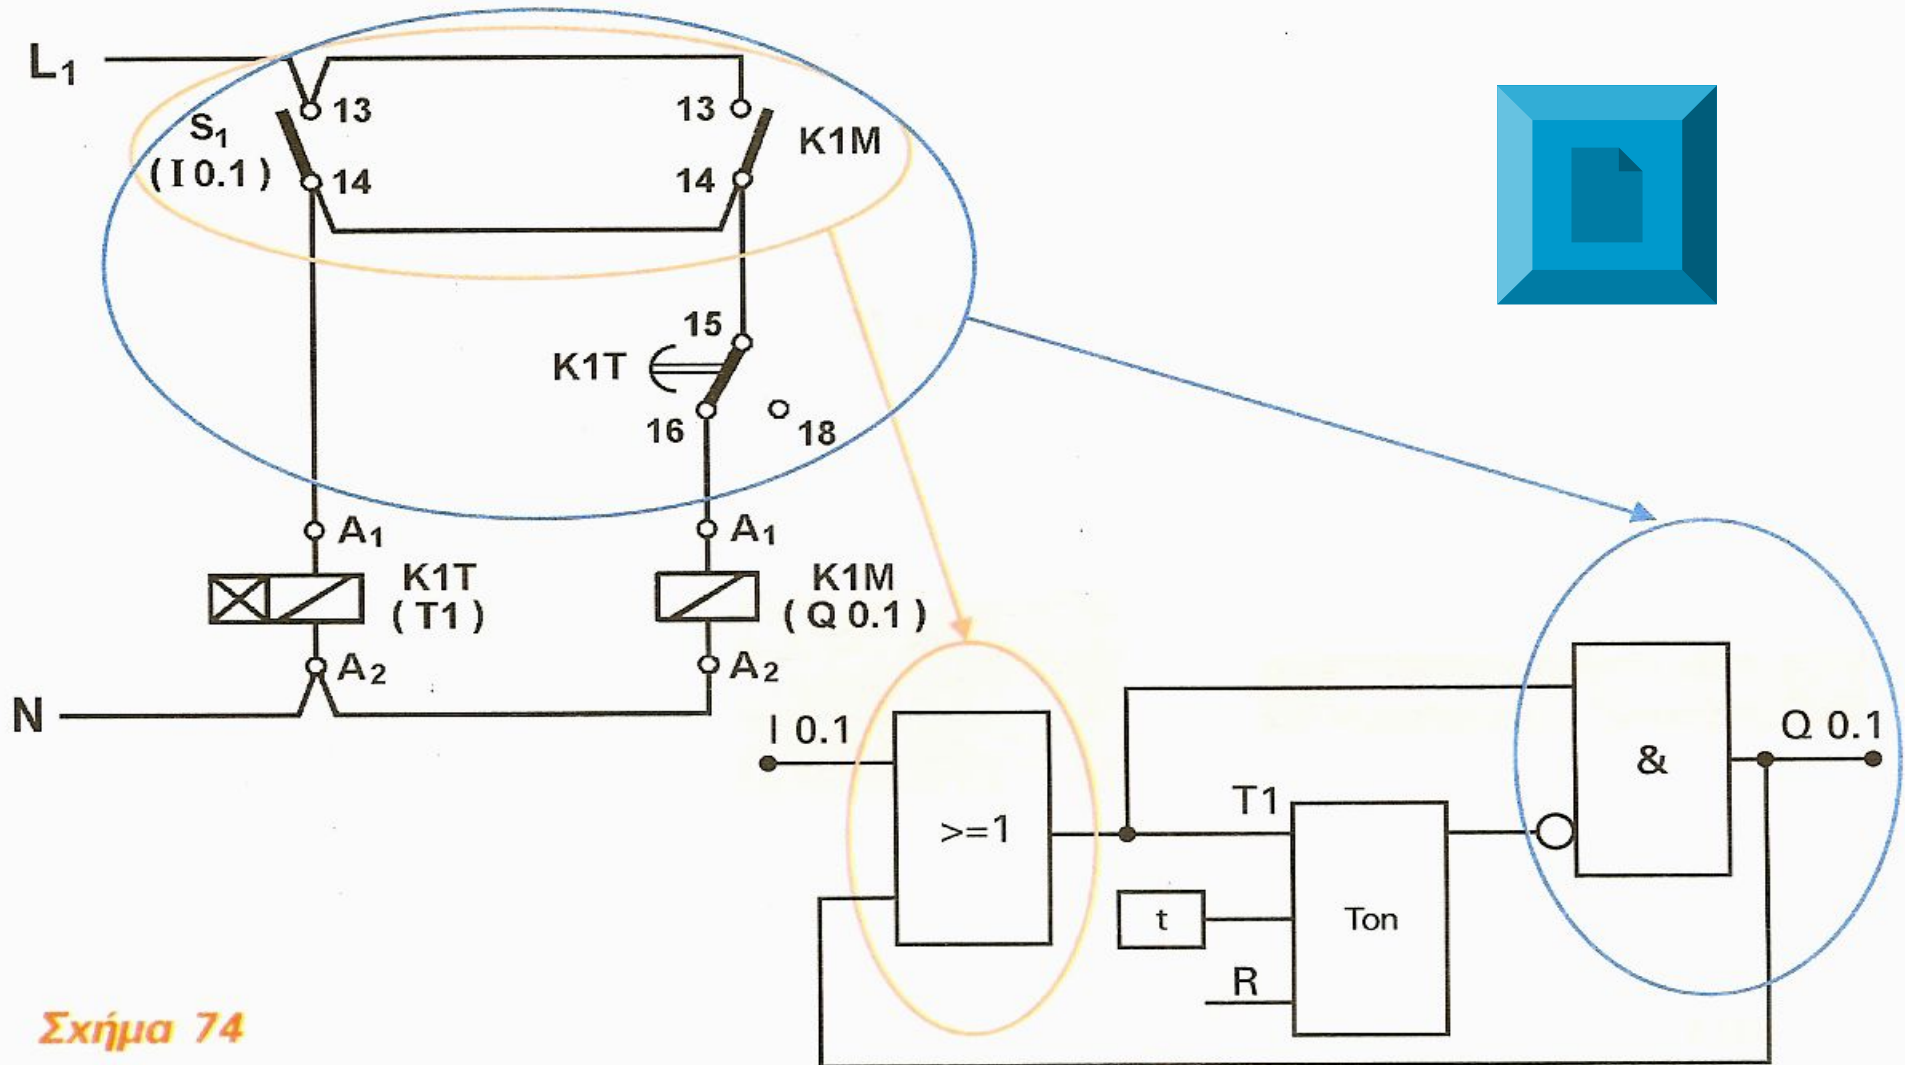 L₁
13
13
S₁
(I 0.1)
K1M
14
14
15
K1T
16
18
A₁
A₁
K1T
(T1)
K1M
(Q 0.1)
A₂
A₂
N
I 0.1
Q 0.1
&
T1
>=1
t
Ton
R
Σχήμα 74